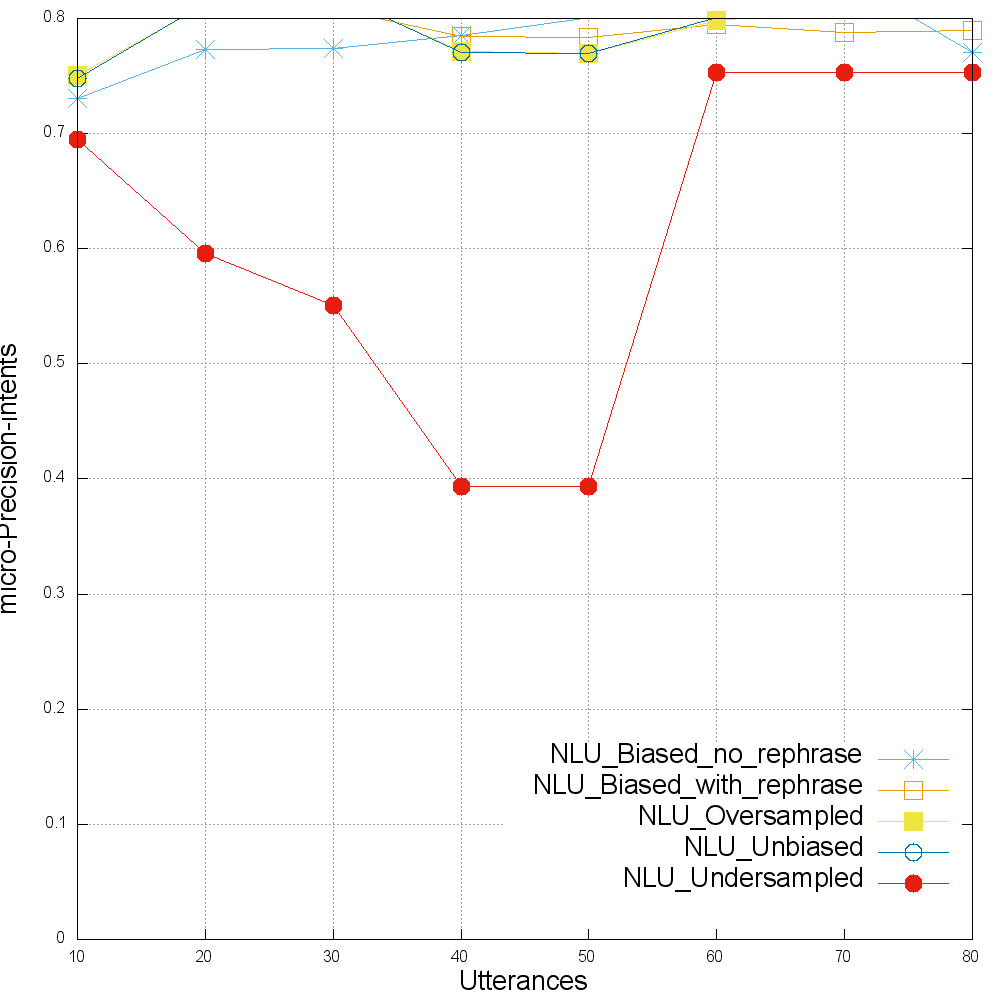 0.8
0.7
0.6
0.5
0.4
0.3
0.2
0.1
0
micro-Precision-intents
NLU_Biased_no_rephrase
NLU_Biased_with_rephrase
NLU_Oversampled
NLU_Unbiased
NLU_Undersampled
10 20 30 40 50 60 70 80
Utterances